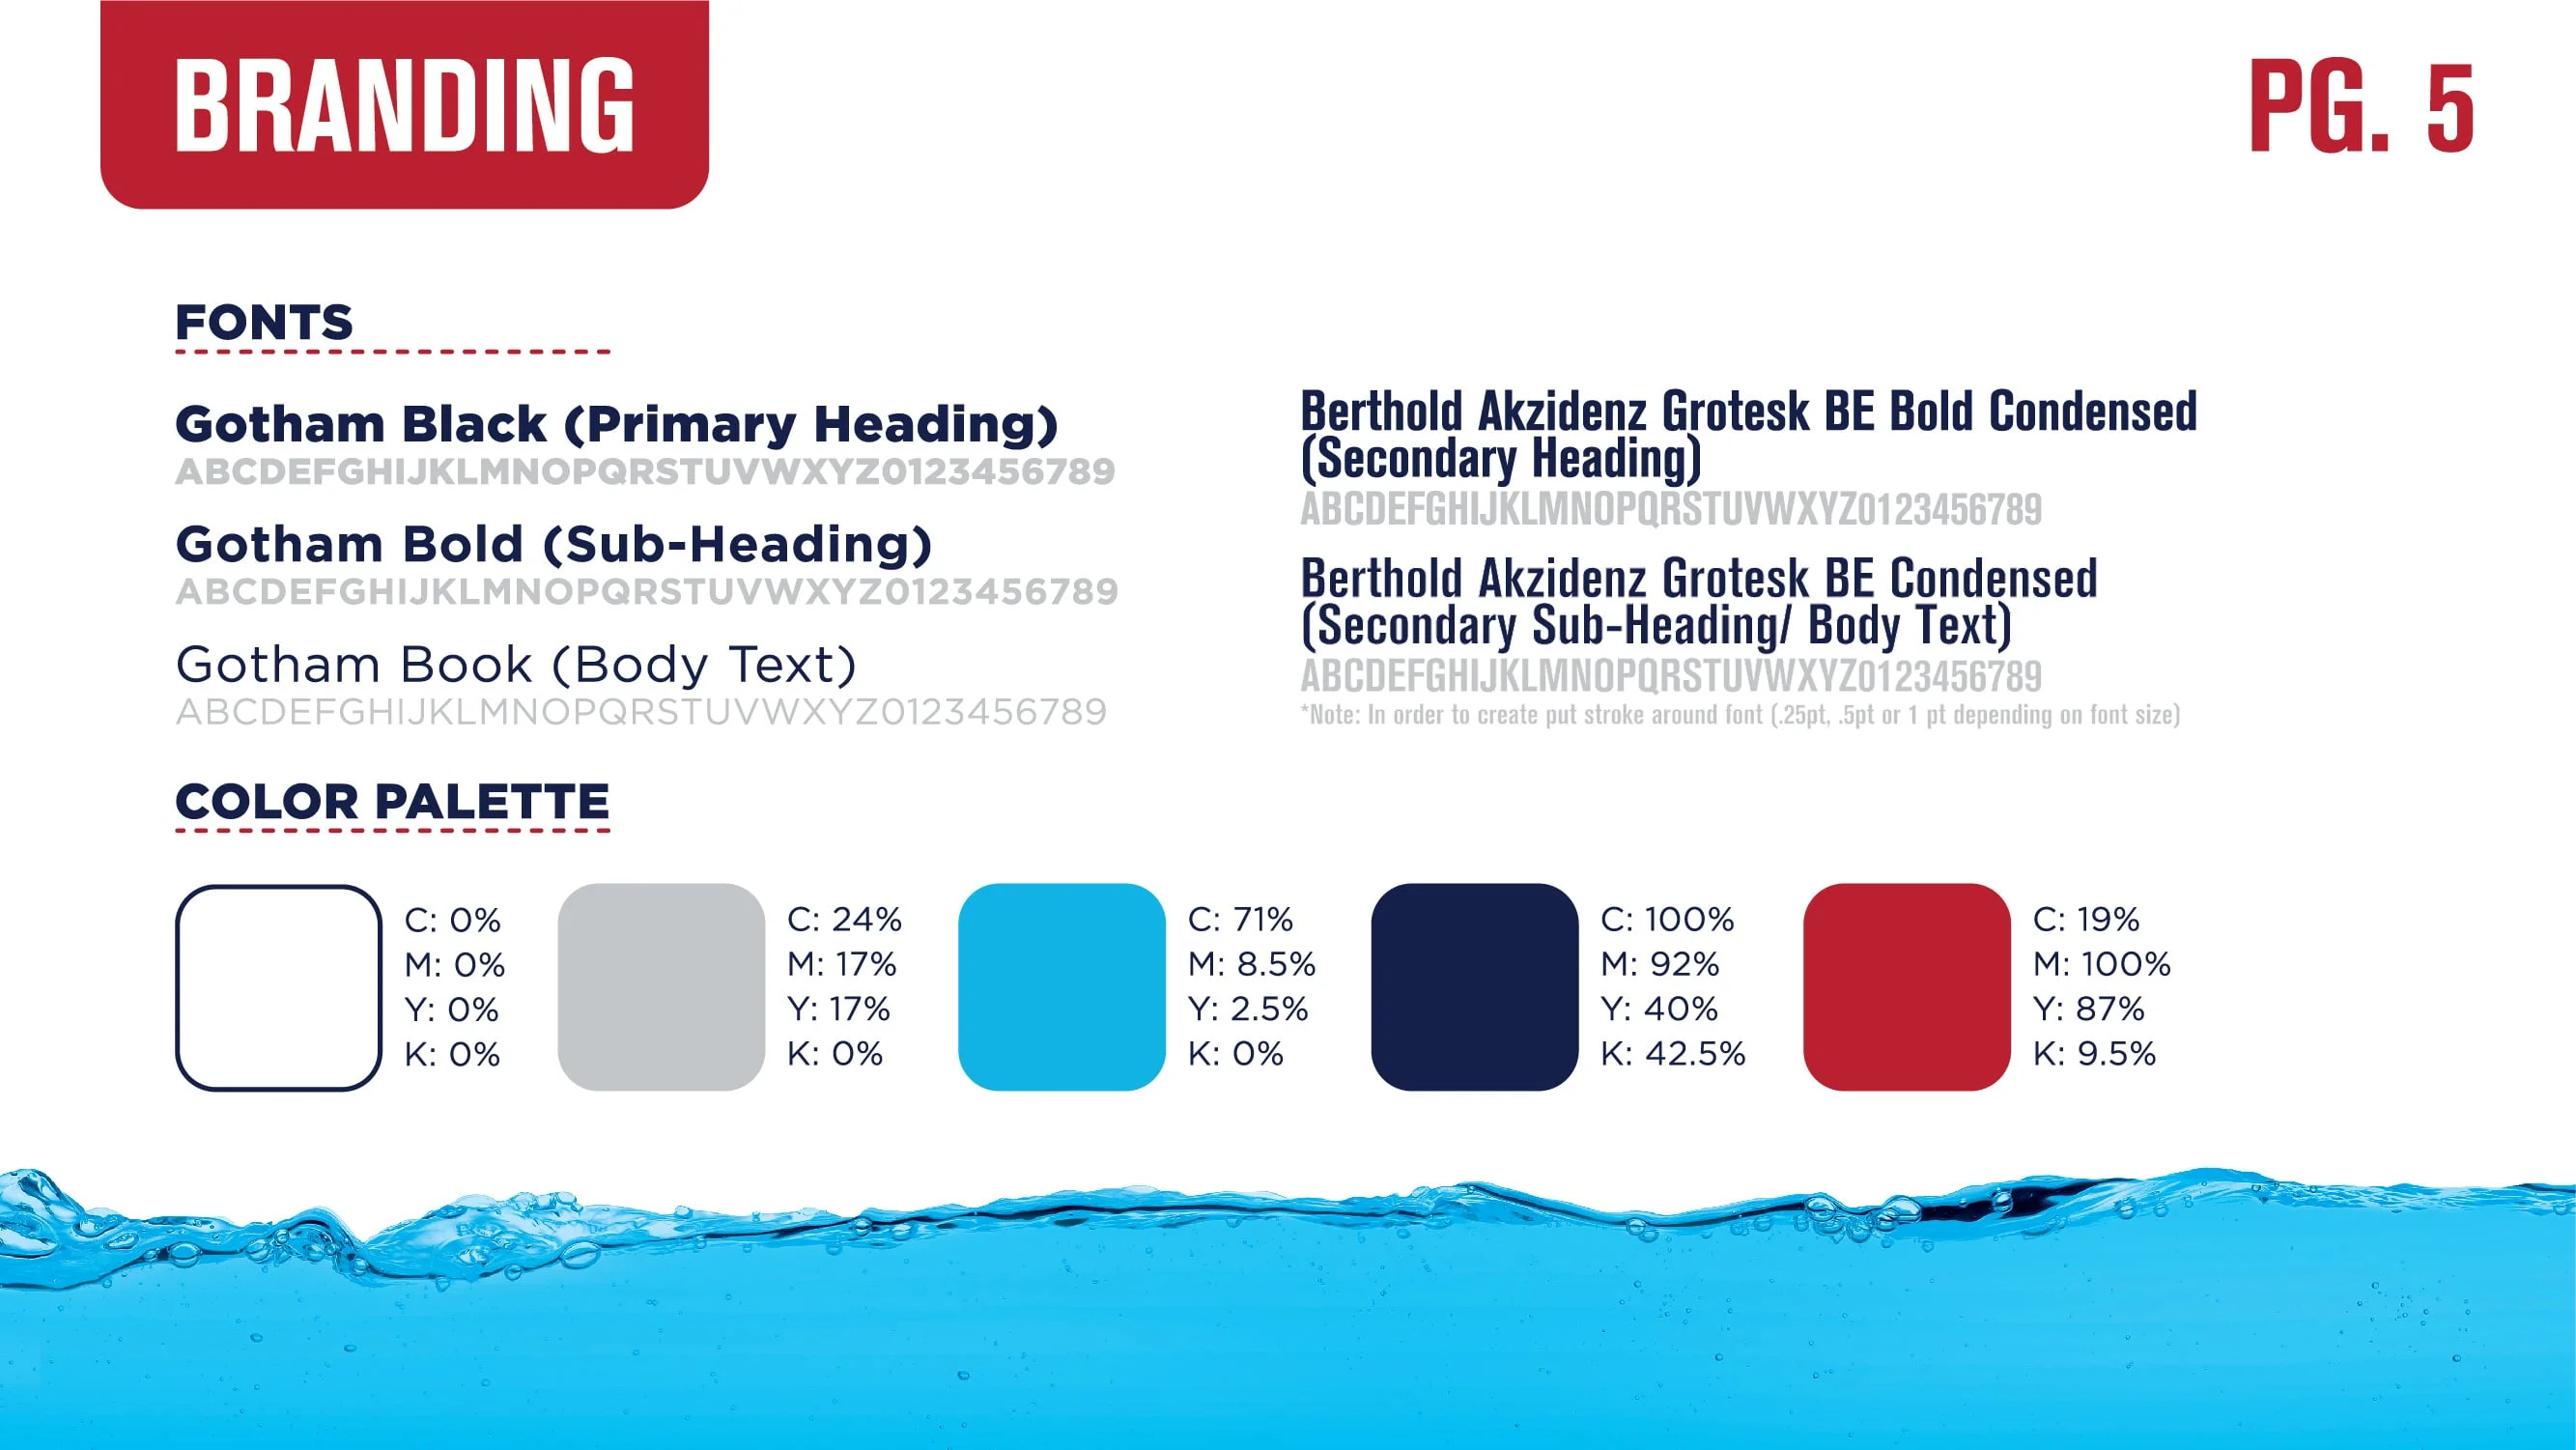 BRANDING
PG. 5
FONTS
Gotham Black (Primary Heading)
ABCDEFGHIJKLMNOPQRSTUVWXYZ0123456789
Gotham Bold (Sub-Heading)
ABCDEFGHIJKLMNOPQRSTUVWXYZ0123456789
Gotham Book (Body Text)
ABCDEFGHIJKLMNOPQRSTUVWXYZ0123456789
Berthold Akzidenz Grotesk BE Bold Condensed
(Secondary Heading)
ABCDEFGHIJKLMNOPQRSTUVWXYZ0123456789
Berthold Akzidenz Grotesk BE Condensed
(Secondary Sub-Heading/ Body Text)
ABCDEFGHIJKLMNOPQRSTUVWXYZ0123456789
*Note: In order to create put stroke around font (.25pt, .5pt or 1 pt depending on font size)
COLOR PALETTE
C: 0%
M: 0%
Y: 0%
K: 0%
C: 24%
M: 17%
Y: 17%
K: 0%
C: 71%
M: 8.5%
Y: 2.5%
K: 0%
C: 100%
M: 92%
Y: 40%
K: 42.5%
C: 19%
M: 100%
Y: 87%
K: 9.5%